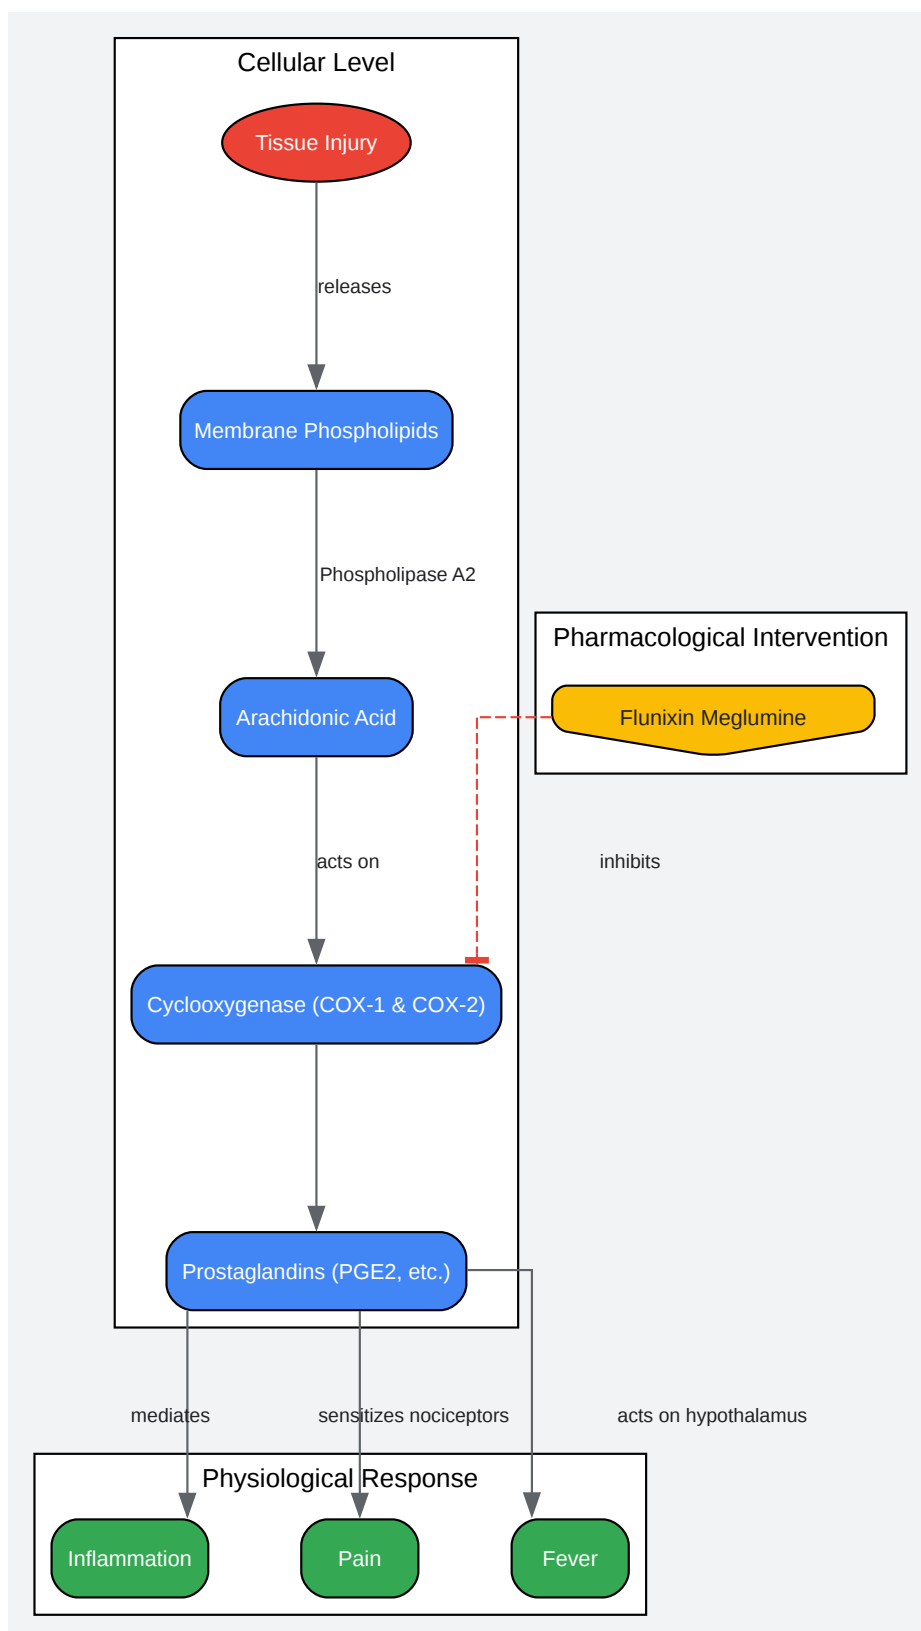 Cellular Level
Tissue Injury
releases
Membrane Phospholipids
Phospholipase A2
Pharmacological Intervention
Arachidonic Acid
Flunixin Meglumine
acts on
inhibits
Cyclooxygenase (COX-1 & COX-2)
Prostaglandins (PGE2, etc.)
mediates
sensitizes nociceptors
acts on hypothalamus
Physiological Response
Inflammation
Pain
Fever